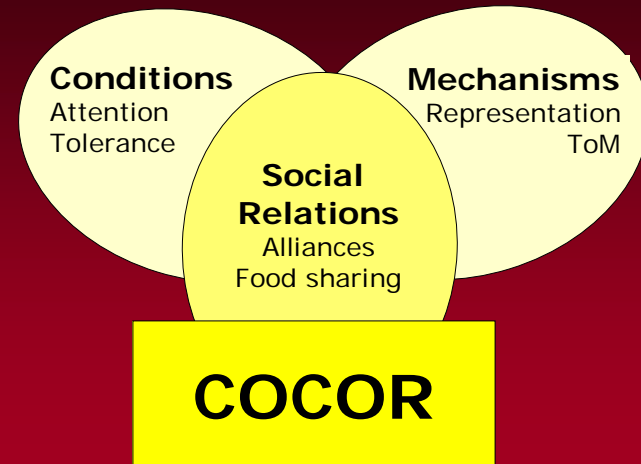 Conditions
Attention
Tolerance
Mechanisms
Representation
ToM
Social
Relations
Alliances
Food sharing
COCOR